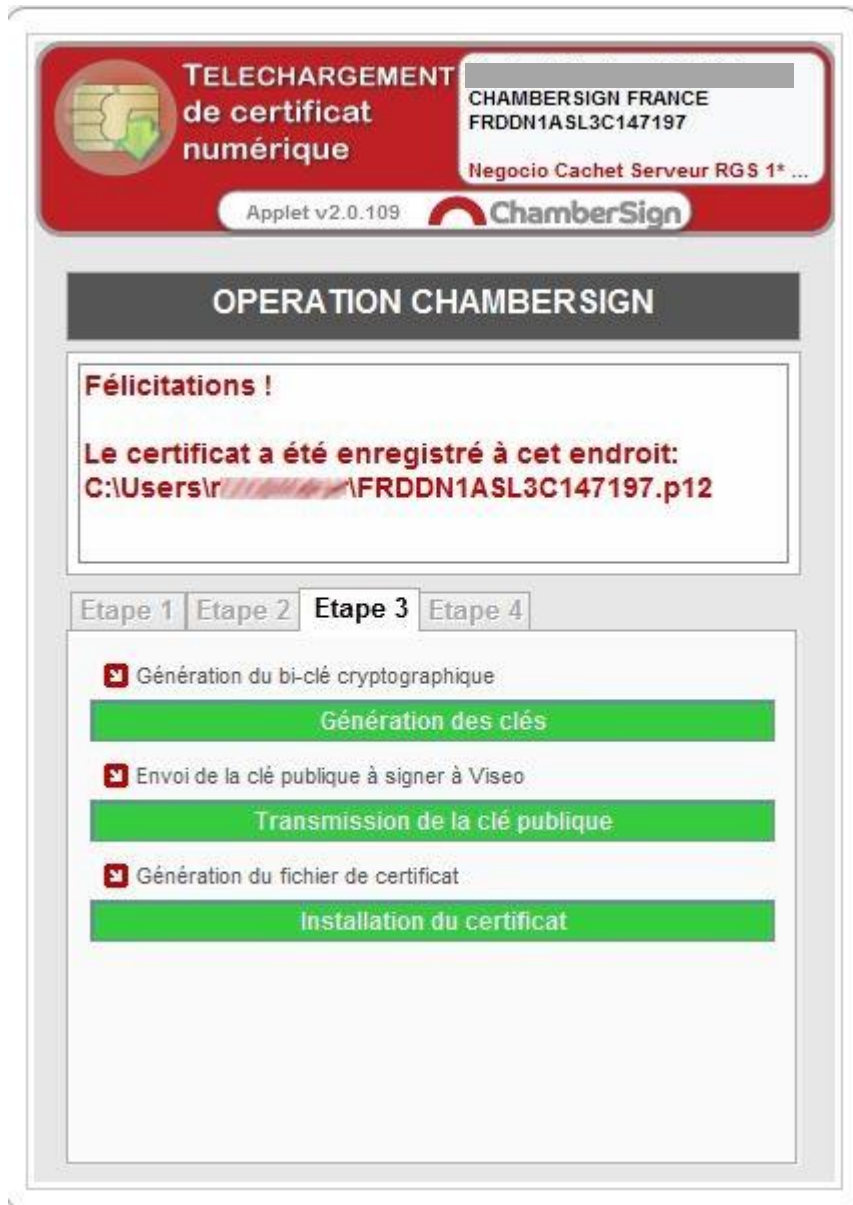 TELECHARGEMENT
de certificat
numérique
CHAMBERSIGN FRANCE
FRDDN1ASL3C147197
Negocio Cachet Serveur RGS 1* ...
Applet v2.0.109
ChamberSign
OPERATION CHAMBERSIGN
Félicitations !
Le certificat a été enregistré à cet endroit:
C:\Users\r \FRDDN1ASL3C147197.p12
Etape 1 Etape 2 Etape 3 Etape 4
Génération du bi-clé cryptographique
Génération des clés
Envoi de la clé publique à signer à Viseo
Transmission de la clé publique
Génération du fichier de certificat
Installation du certificat